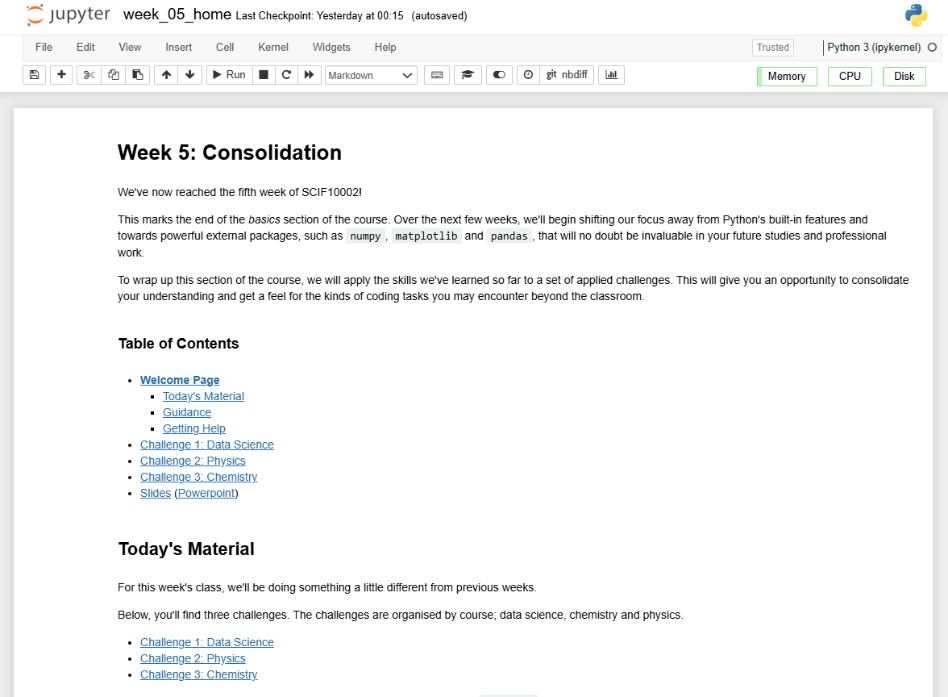 jupyter week_05_home Last Checkpoint: Yesterday at 00:15 (autosaved)
File Edit View Insert Cell Kernel Widgets Help Trusted Python 3 (ipykernel)
Run Markdown git nbdiff Memory CPU Disk
Week 5: Consolidation
We've now reached the fifth week of SCIF10002!
This marks the end of the basics section of the course. Over the next few weeks, we'll begin shifting our focus away from Python's built-in features and
towards powerful external packages, such as numpy, matplotlib and pandas, that will no doubt be invaluable in your future studies and professional
work.
To wrap up this section of the course, we will apply the skills we've learned so far to a set of applied challenges. This will give you an opportunity to consolidate
your understanding and get a feel for the kinds of coding tasks you may encounter beyond the classroom.
Table of Contents
Welcome Page
Today's Material
Guidance
Getting Help
Challenge 1: Data Science
Challenge 2: Physics
Challenge 3: Chemistry
Slides (Powerpoint)
Today's Material
For this week's class, we'll be doing something a little different from previous weeks.
Below, you'll find three challenges. The challenges are organised by course; data science, chemistry and physics.
Challenge 1: Data Science
Challenge 2: Physics
Challenge 3: Chemistry